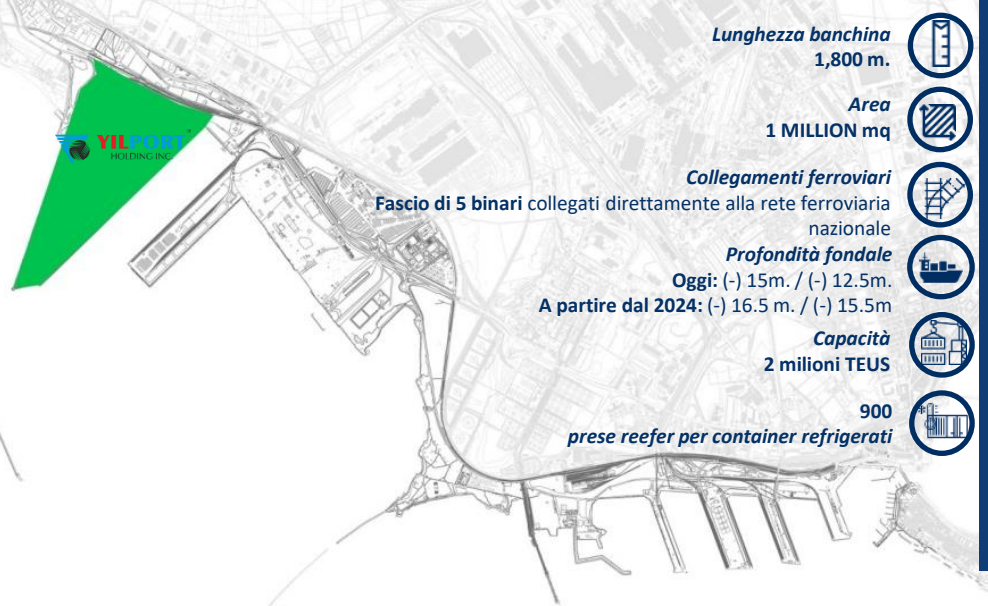 Lunghezza banchina
1,800 m.
Area
1 MILLION mq
YILPORT
HOLDING INC.
Collegamenti ferroviari
Fascio di 5 binari collegati direttamente alla rete ferroviaria
nazionale
Profondità fondale
Oggi: (-) 15m. / (-) 12.5m.
A partire dal 2024: (-) 16.5 m. / (-) 15.5m
Capacità
2 milioni TEUS
900
prese reefer per container refrigerati